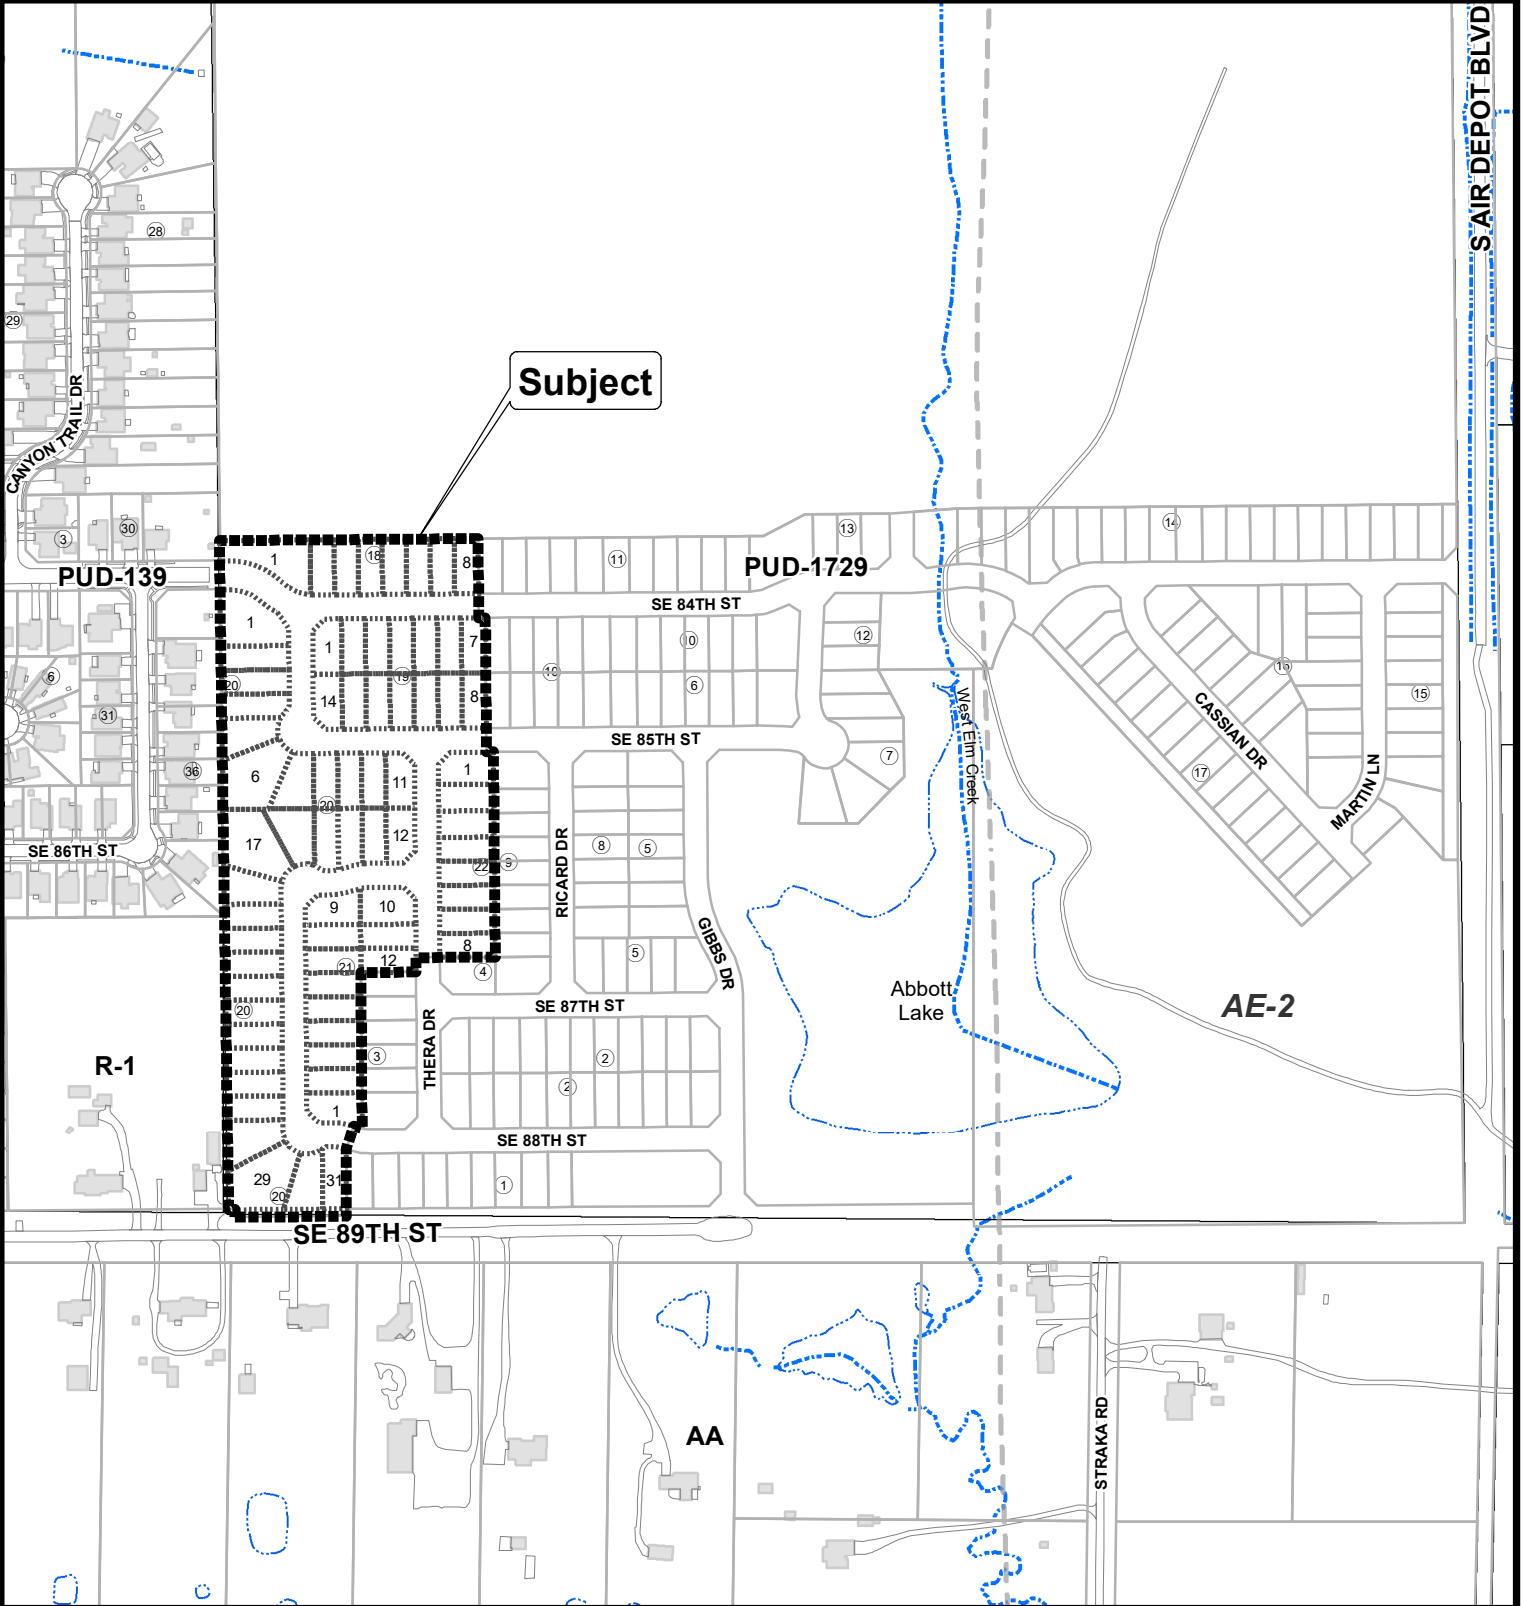 S AIR DEPOT BLVD
28
29
CANYON TRAIL DR
Subject
3
30
18
1
8
11
13
14
PUD-139
PUD-1729
SE 84TH ST
1
1
7
10
12
6
20
19
10
6
16
15
14
8
31
SE 85TH ST
CASSIAN DR
West Elm Creek
7
36
6
11
1
17
20
MARTIN LN
SE 86TH ST
17
12
8
5
22
9
RICARD DR
9
10
GIBBS DR
12
8
5
21
4
Abbott
Lake
AE-2
20
SE 87TH ST
THERA DR
R-1
3
2
2
1
SE 88TH ST
29
31
20
1
SE 89TH ST
AA
STRAKA RD